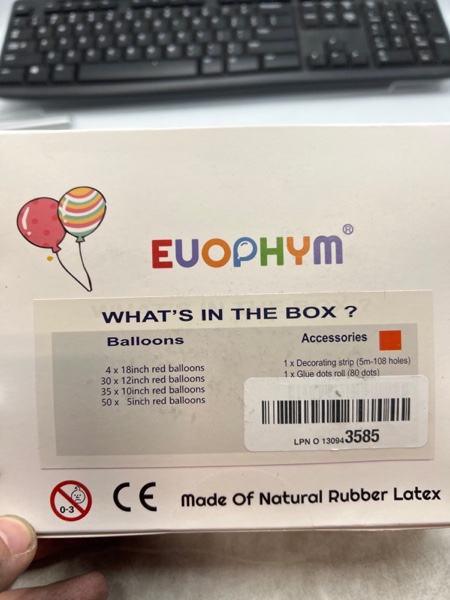 EUOPHYM®
WHAT'S IN THE BOX ?
Balloons
4 x 18inch red balloons
30 x 12inch red balloons
35 x 10inch red balloons
50 x 5inch red balloons
Accessories
1 x Decorating strip (5m-108 holes)
1 x Glue dots roll (80 dots)
LPN O 130943585
0-3
CE
Made Of Natural Rubber Latex